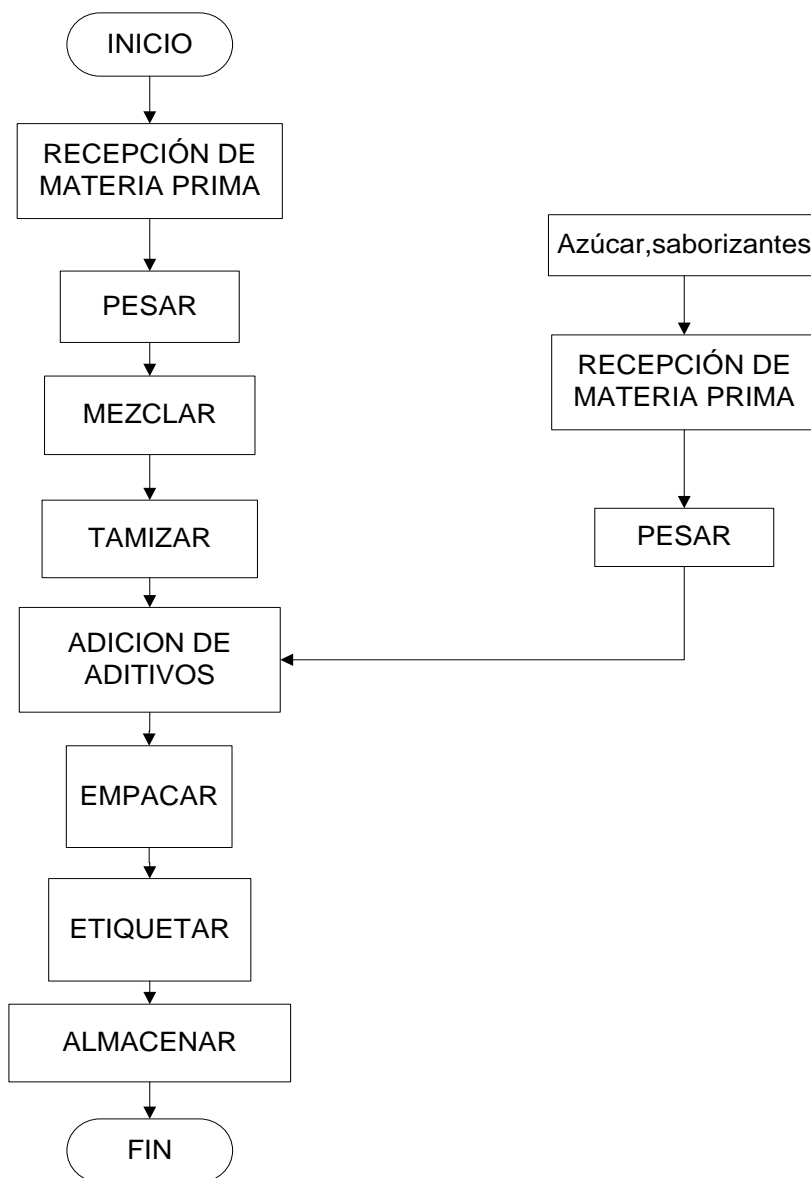 INICIO
RECEPCIÓN DE
MATERIA PRIMA
PESAR
MEZCLAR
TAMIZAR
ADICION DE
ADITIVOS
EMPACAR
ETIQUETAR
ALMACENAR
FIN
Azúcar,saborizantes
RECEPCIÓN DE
MATERIA PRIMA
PESAR